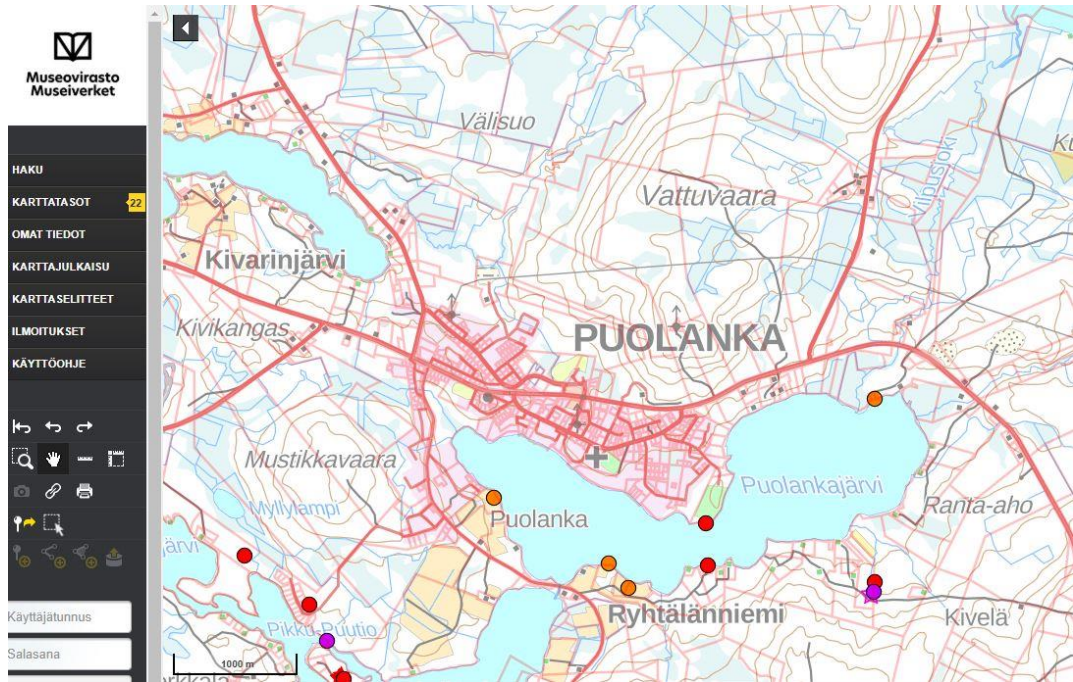 Museovirasto
Museiverket
HAKU
KARTTATASOT
22
OMAT TIEDOT
KARTTAJULKAISU
KARTTASELITTEET
ILMOITUKSET
KÄYTTÖOHJE
Käyttäjätunnus
Salasana
Välisuo
Vattuvaara
Kivarinjärvi
Kivikangas
PUOLANKA
Mustikkavaara
Myllylampi
Puolanka
Puolankajärvi
Ranta-aho
järvi
Ryhtälänniemi
Kivelä
Pikku-Puutio
1000 m